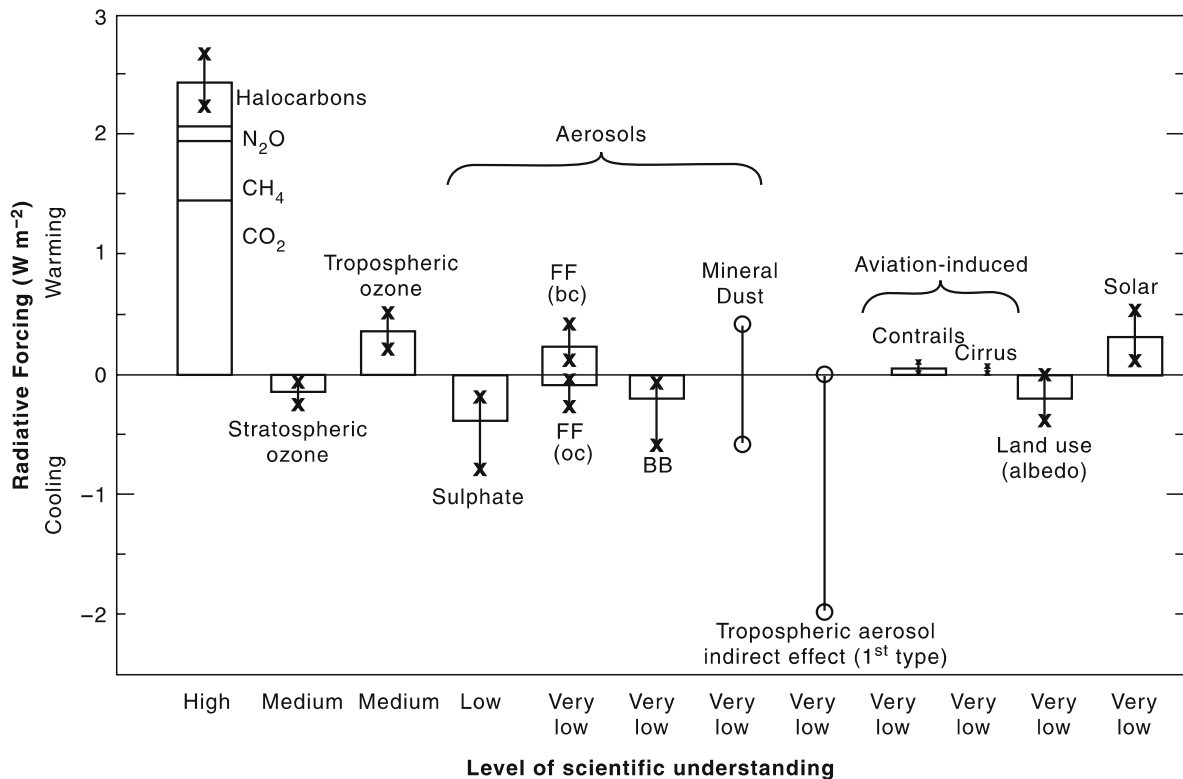 3
2
1
0
−1
−2
Radiative Forcing (W m⁻²)
Warming
Cooling
Halocarbons
N₂O
CH₄
CO₂
Stratospheric
ozone
Tropospheric
ozone
Aerosols
Sulphate
FF
(bc)
FF
(oc)
BB
Mineral
Dust
Tropospheric aerosol
indirect effect (1ˢᵗ type)
Aviation-induced
Contrails
Cirrus
Land use
(albedo)
Solar
High
Medium
Medium
Low
Very
low
Very
low
Very
low
Very
low
Very
low
Very
low
Very
low
Very
low
Level of scientific understanding